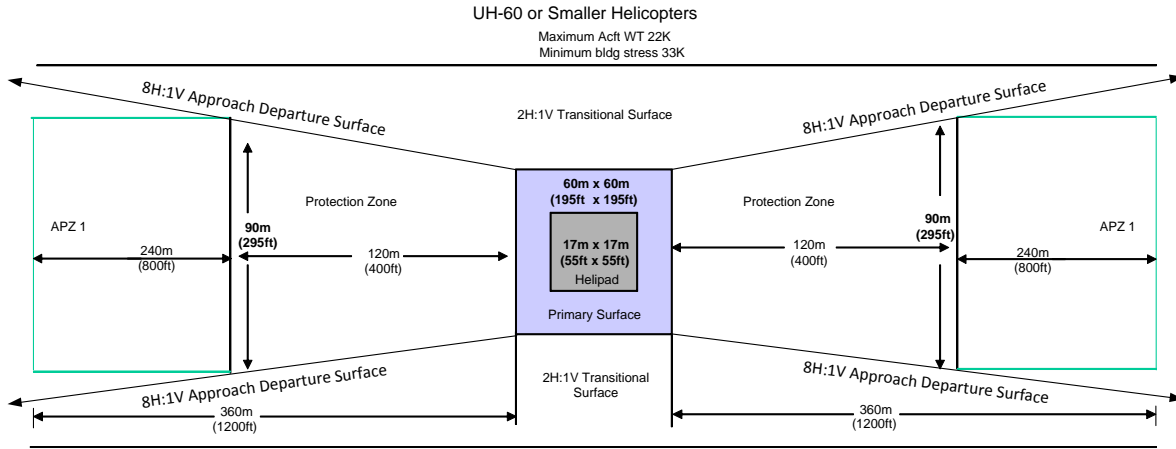 UH-60 or Smaller Helicopters
Maximum Acft WT 22K
Minimum bldg stress 33K
8H:1V Approach Departure Surface
2H:1V Transitional Surface
8H:1V Approach Departure Surface
60m x 60m
(195ft x 195ft)
Protection Zone
Protection Zone
APZ 1
90m
(295ft)
90m
(295ft)
APZ 1
240m
(800ft)
120m
(400ft)
17m x 17m
(55ft x 55ft)
Helipad
120m
(400ft)
240m
(800ft)
Primary Surface
8H:1V Approach Departure Surface
2H:1V Transitional
Surface
8H:1V Approach Departure Surface
360m
(1200ft)
360m
(1200ft)